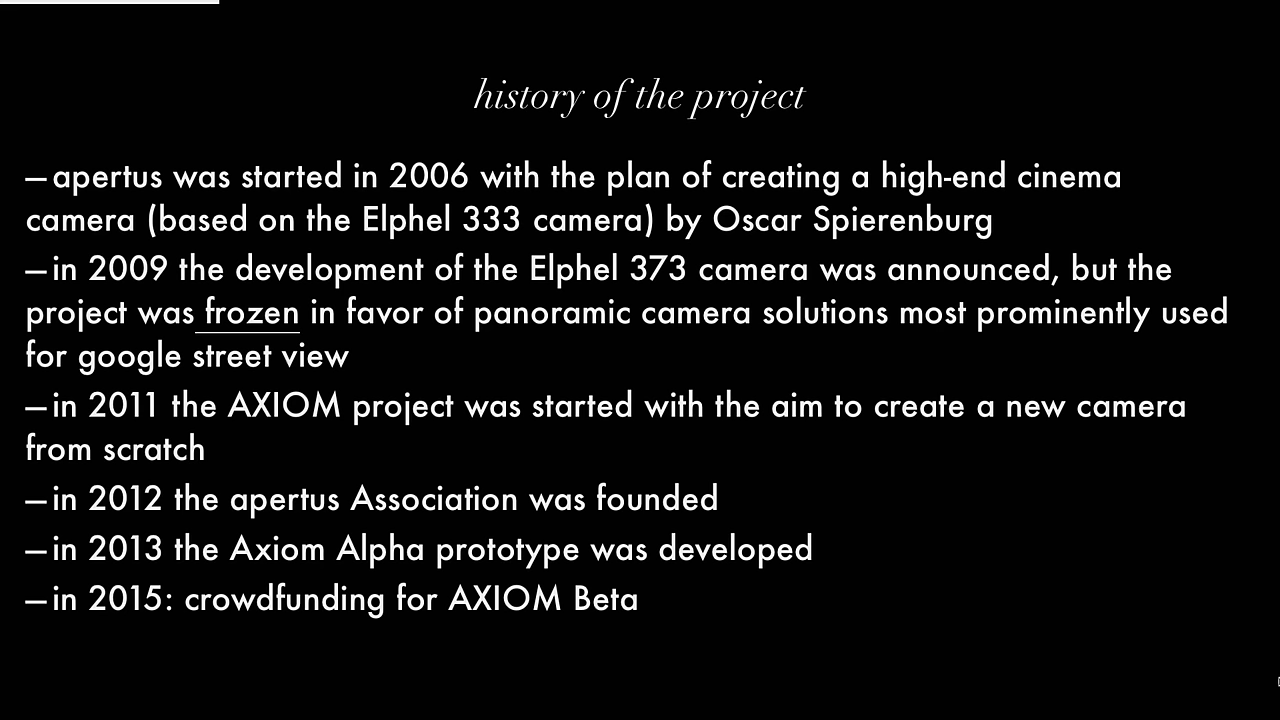 history of the project
—apertus was started in 2006 with the plan of creating a high-end cinema
camera (based on the Elphel 333 camera) by Oscar Spierenburg
—in 2009 the development of the Elphel 373 camera was announced, but the
project was frozen in favor of panoramic camera solutions most prominently used
for google street view
—in 2011 the AXIOM project was started with the aim to create a new camera
from scratch
—in 2012 the apertus Association was founded
—in 2013 the Axiom Alpha prototype was developed
—in 2015: crowdfunding for AXIOM Beta